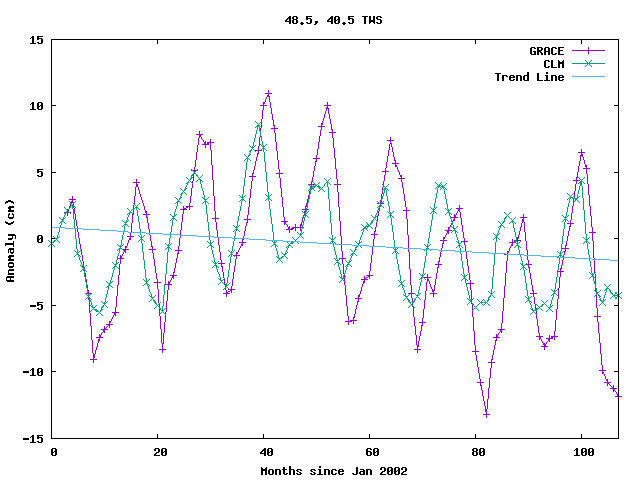 48.5, 40.5 TWS
GRACE
CLM
Trend Line
Anomaly (cm)
15
10
5
0
-5
-10
-15
0 20 40 60 80 100
Months since Jan 2002